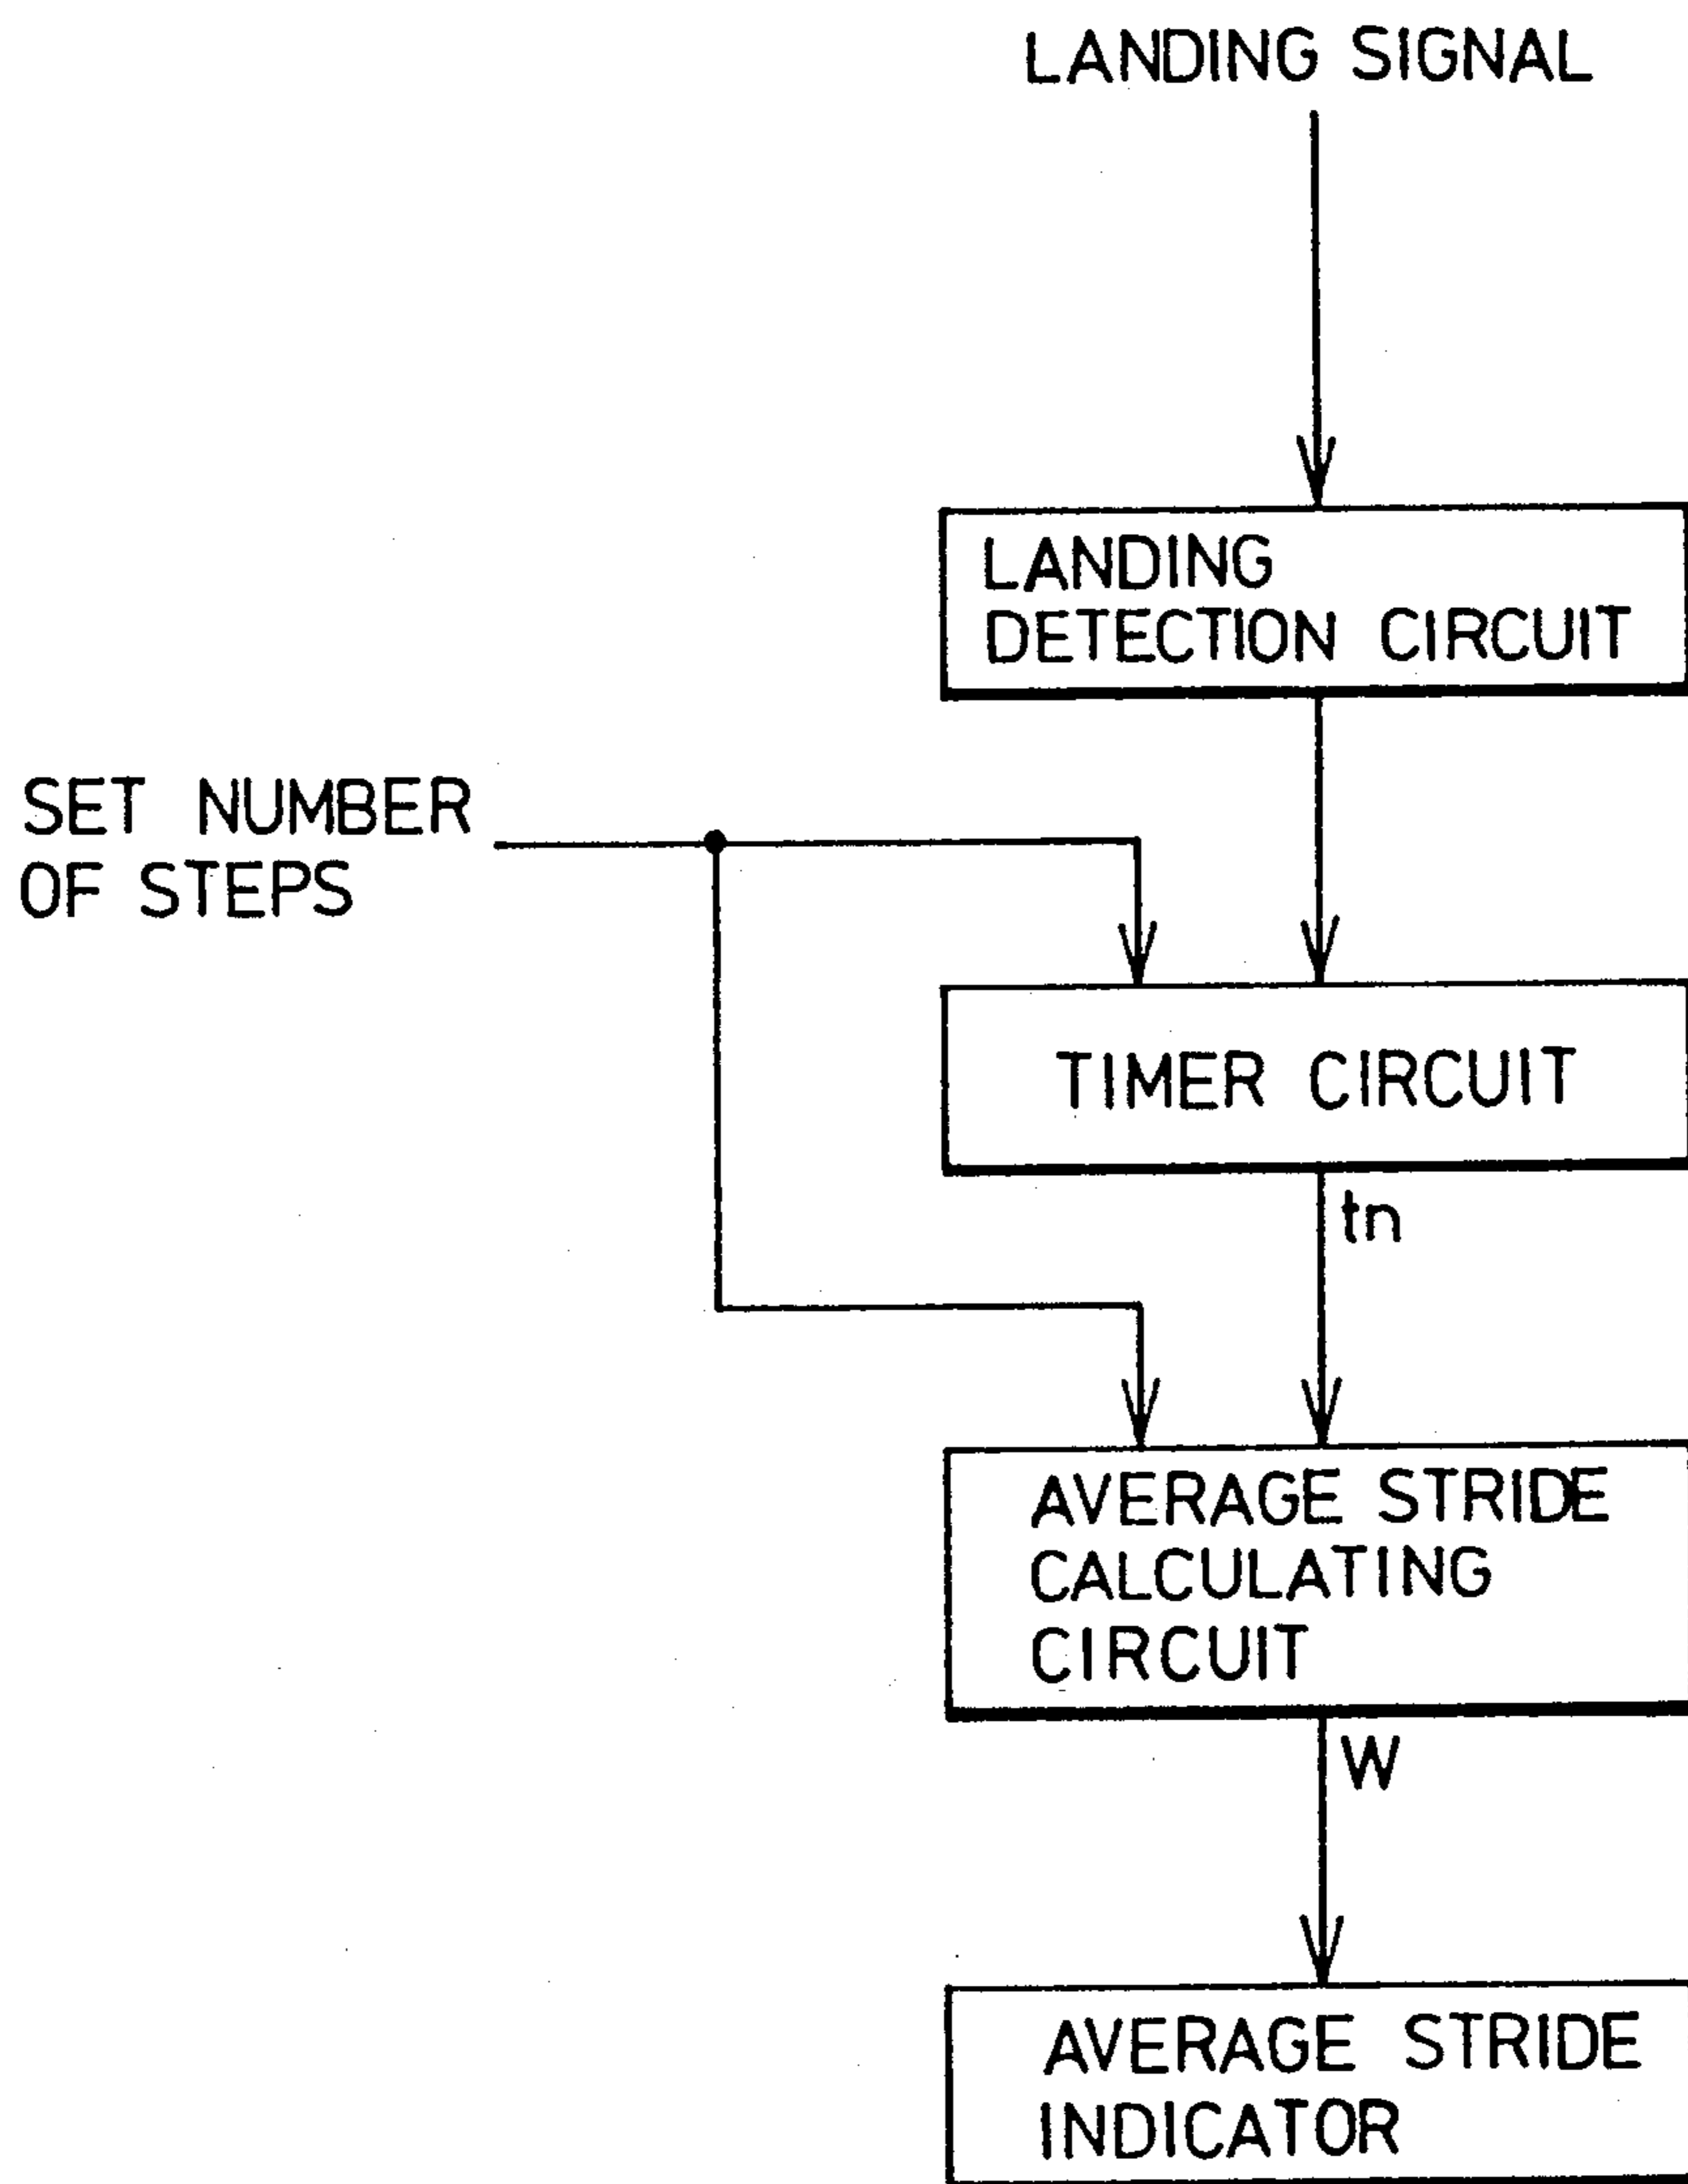 LANDING SIGNAL
LANDING
DETECTION CIRCUIT
SET NUMBER
OF STEPS
TIMER CIRCUIT
tn
AVERAGE STRIDE
CALCULATING
CIRCUIT
W
AVERAGE STRIDE
INDICATOR